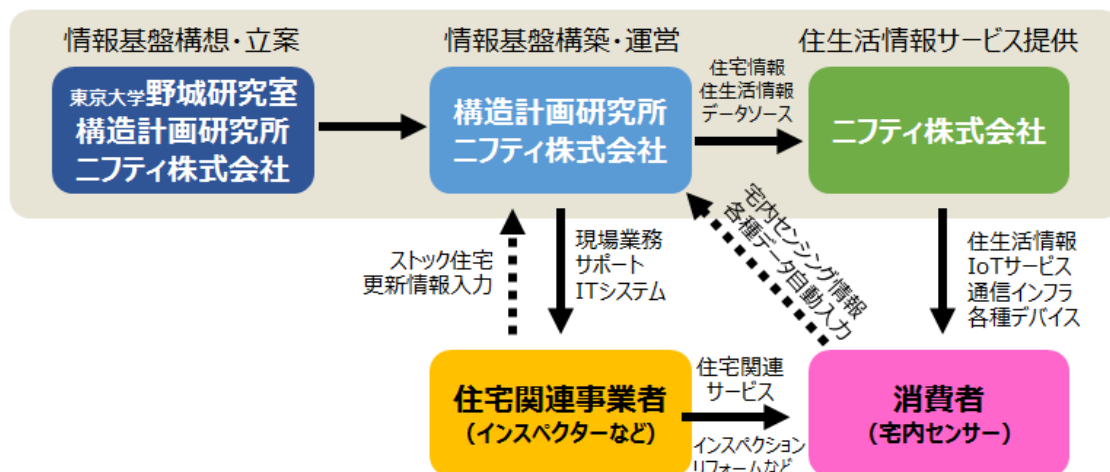 情報基盤構想・立案
東京大学野城研究室
構造計画研究所
ニフティ株式会社
情報基盤構築・運営
構造計画研究所
ニフティ株式会社
住宅情報
住生活情報
データソース
住生活情報サービス提供
ニフティ株式会社
ストック住宅
更新情報入力
現場業務
サポート
ITシステム
宅内センシング情報
各種データ自動入力
住生活情報
IoTサービス
通信インフラ
各種デバイス
住宅関連事業者
(インスペクターなど)
住宅関連
サービス
インスペクション
リフォームなど
消費者
(宅内センサー)